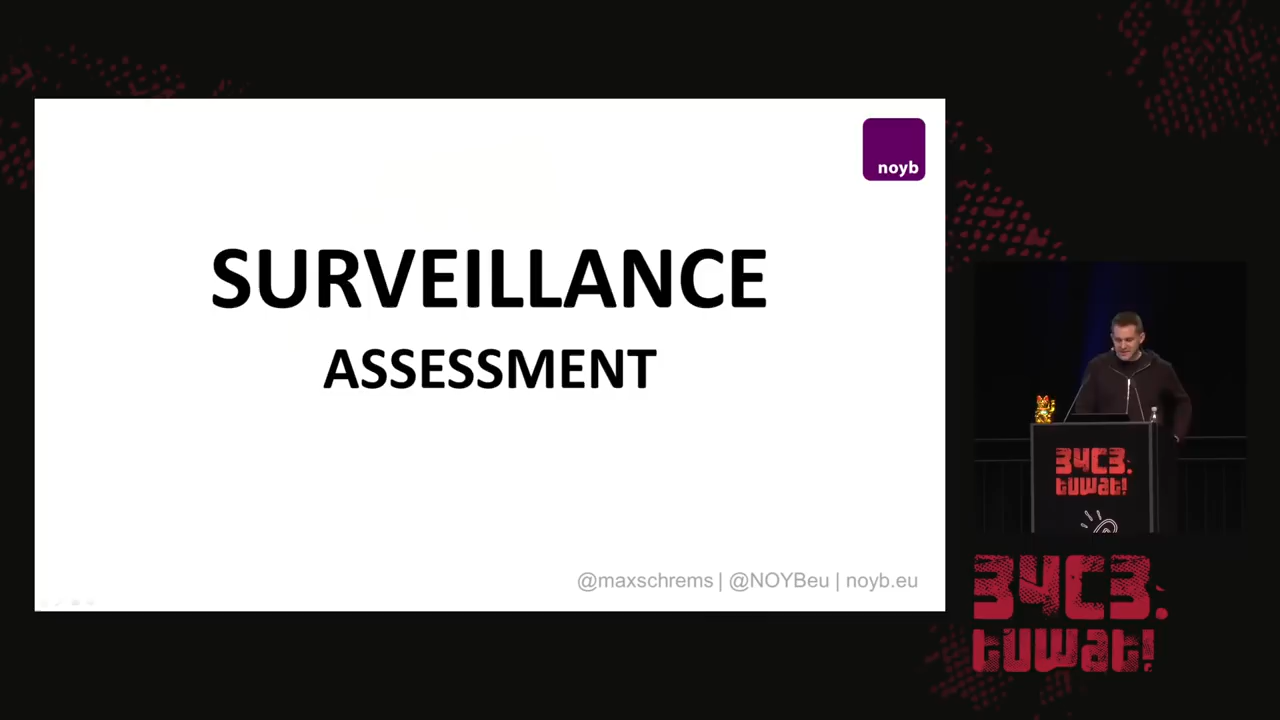 noyb
SURVEILLANCE
ASSESSMENT
@maxschrems | @NOYBeu | noyb.eu
34C3.
tuwat!
34C3.
tuwat!